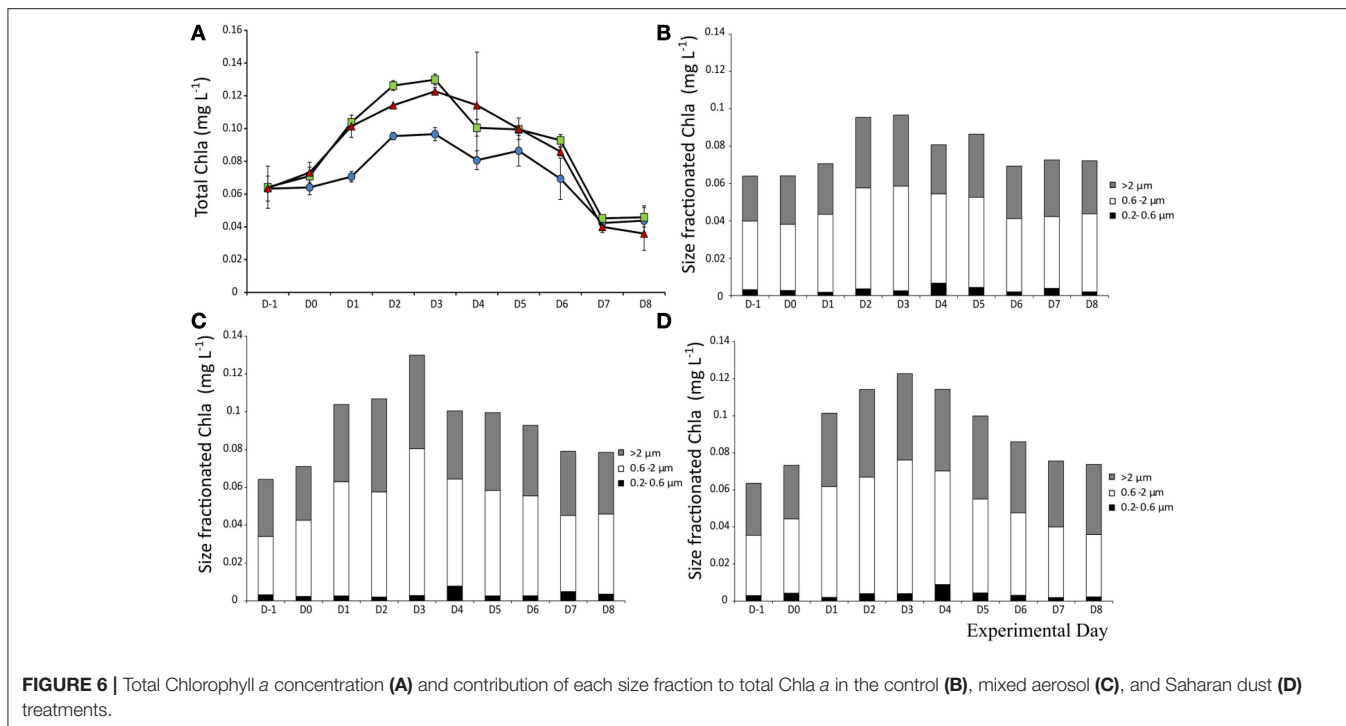 A
Total Chla (mg L-1)
0.16
0.14
0.12
0.10
0.08
0.06
0.04
0.02
0
D-1 D0 D1 D2 D3 D4 D5 D6 D7 D8
B
Size fractionated Chla (mg L-1)
0.14
0.12
0.1
0.08
0.06
0.04
0.02
0
D-1 D0 D1 D2 D3 D4 D5 D6 D7 D8
>2 µm
0.6-2 µm
0.2-0.6 µm
C
Size fractionated Chla (mg L-1)
0.14
0.12
0.1
0.08
0.06
0.04
0.02
0
D-1 D0 D1 D2 D3 D4 D5 D6 D7 D8
>2 µm
0.6-2 µm
0.2-0.6 µm
D
Size fractionated Chla (mg L-1)
0.14
0.12
0.1
0.08
0.06
0.04
0.02
0
D-1 D0 D1 D2 D3 D4 D5 D6 D7 D8
>2 µm
0.6-2 µm
0.2-0.6 µm
Experimental Day
FIGURE 6 | Total Chlorophyll a concentration (A) and contribution of each size fraction to total Chla a in the control (B), mixed aerosol (C), and Saharan dust (D)
treatments.